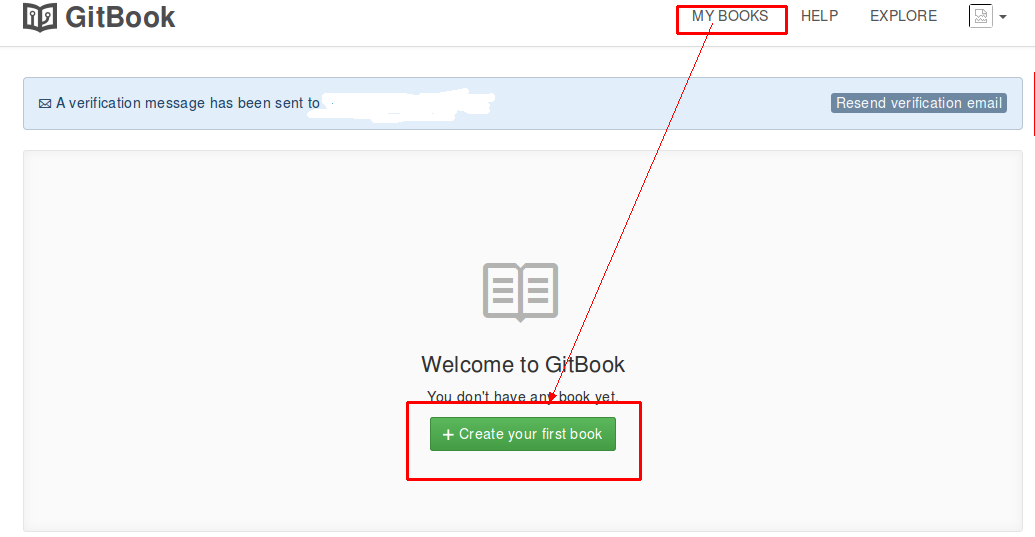 GitBook MY BOOKS HELP EXPLORE
A verification message has been sent to Resend verification email
Welcome to GitBook
You don't have any book yet.
+ Create your first book